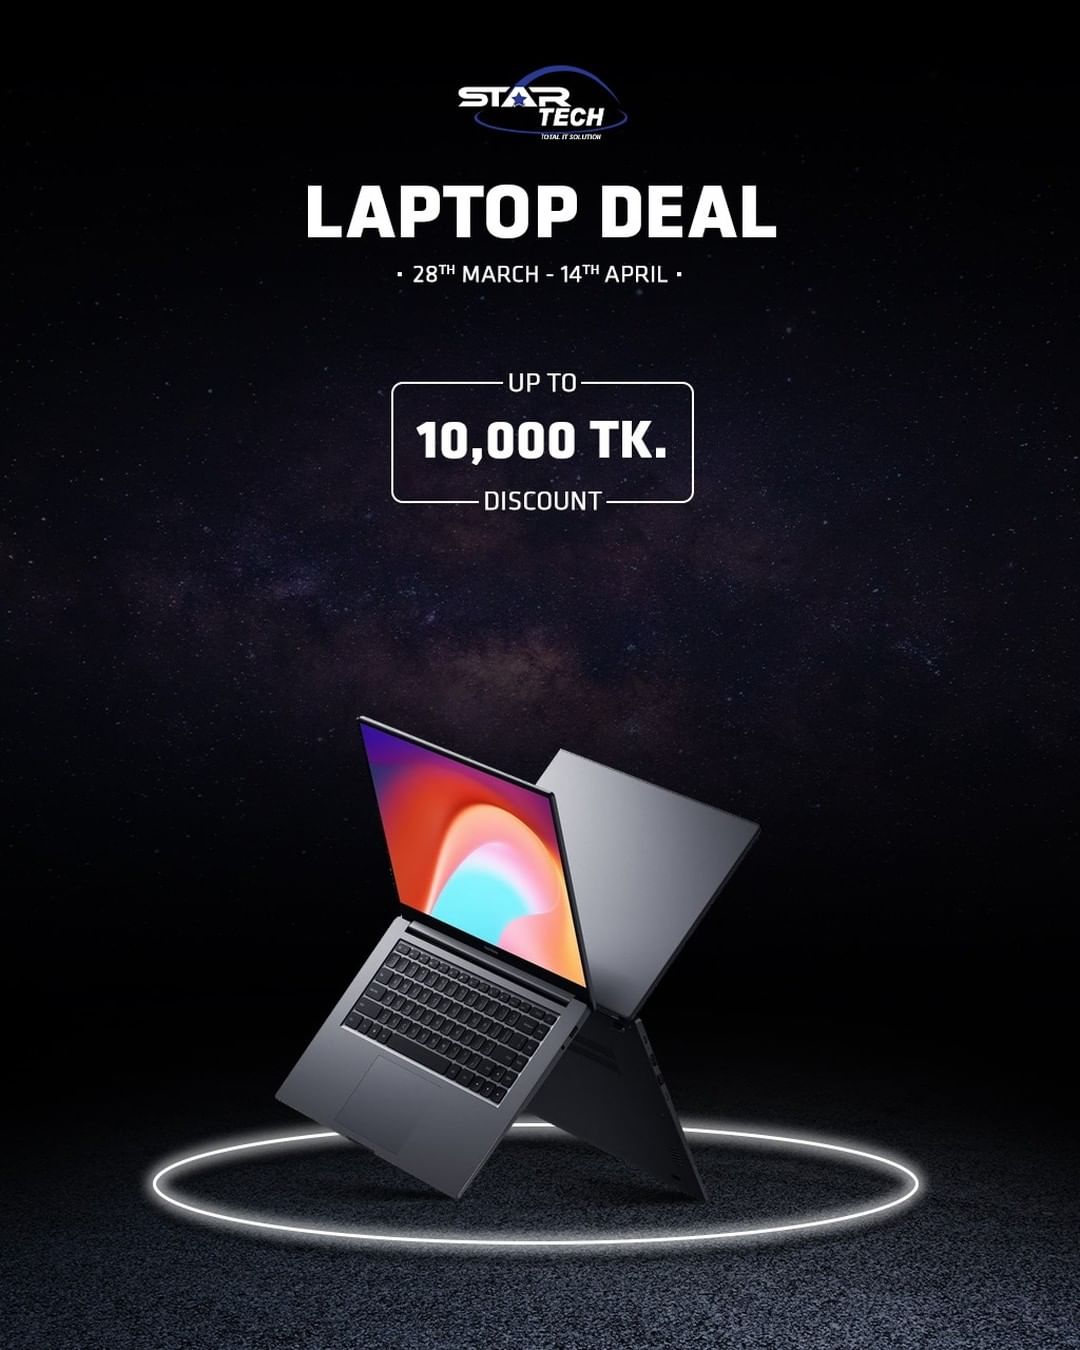 STAR
TECH
TOTAL IT SOLUTION
LAPTOP DEAL
· 28TH MARCH - 14TH APRIL ·
UP TO
10,000 TK.
DISCOUNT